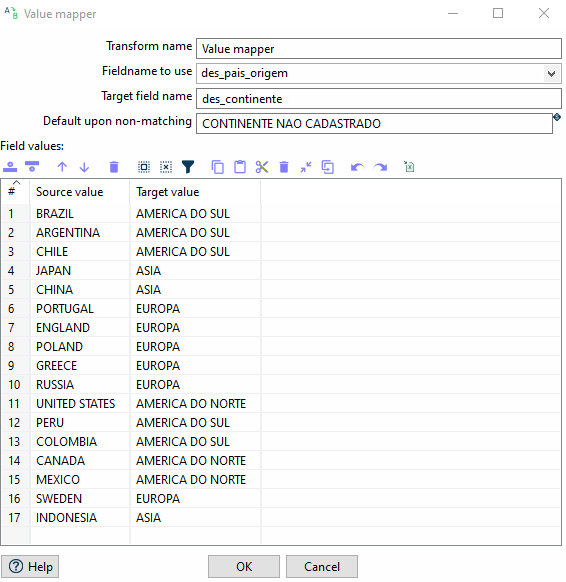 Value mapper
Transform name Value mapper
Fieldname to use des_pais_origem
Target field name des_continente
Default upon non-matching CONTINENTE NAO CADASTRADO
Field values:
# Source value Target value
1 BRAZIL AMERICA DO SUL
2 ARGENTINA AMERICA DO SUL
3 CHILE AMERICA DO SUL
4 JAPAN ASIA
5 CHINA ASIA
6 PORTUGAL EUROPA
7 ENGLAND EUROPA
8 POLAND EUROPA
9 GREECE EUROPA
10 RUSSIA EUROPA
11 UNITED STATES AMERICA DO NORTE
12 PERU AMERICA DO SUL
13 COLOMBIA AMERICA DO SUL
14 CANADA AMERICA DO NORTE
15 MEXICO AMERICA DO NORTE
16 SWEDEN EUROPA
17 INDONESIA ASIA
Help OK Cancel